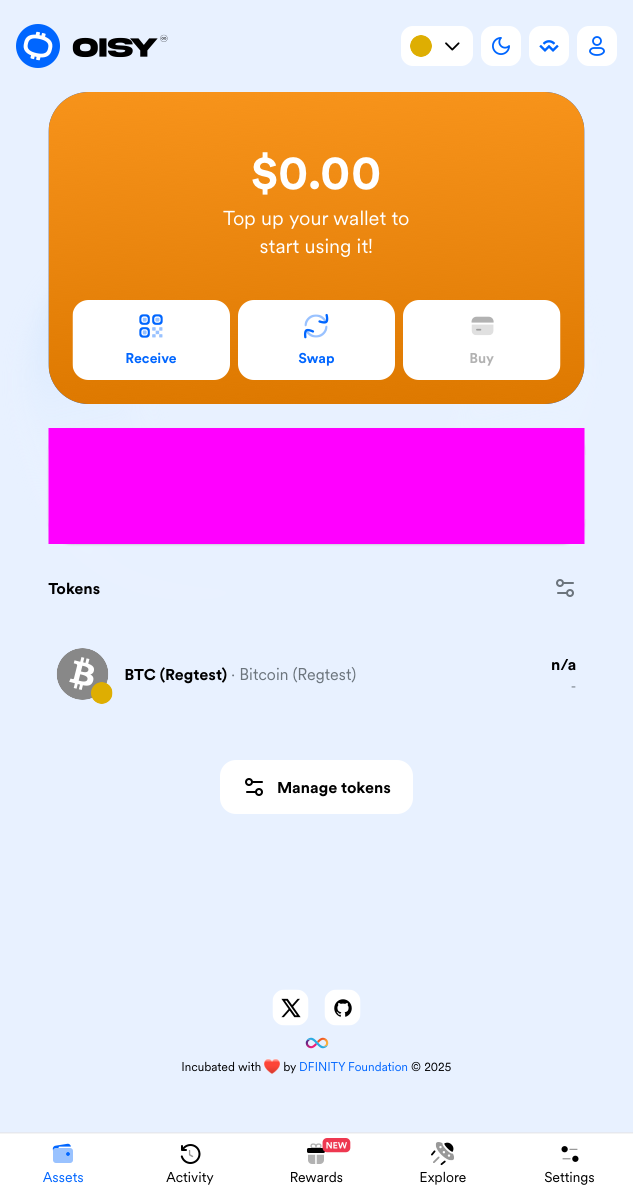 OISY
$0.00
Top up your wallet to
start using it!
Receive
Swap
Buy
Tokens
BTC (Regtest) · Bitcoin (Regtest)
n/a
-
Manage tokens
Incubated with ❤️ by DFINITY Foundation © 2025
NEW
Assets
Activity
Rewards
Explore
Settings